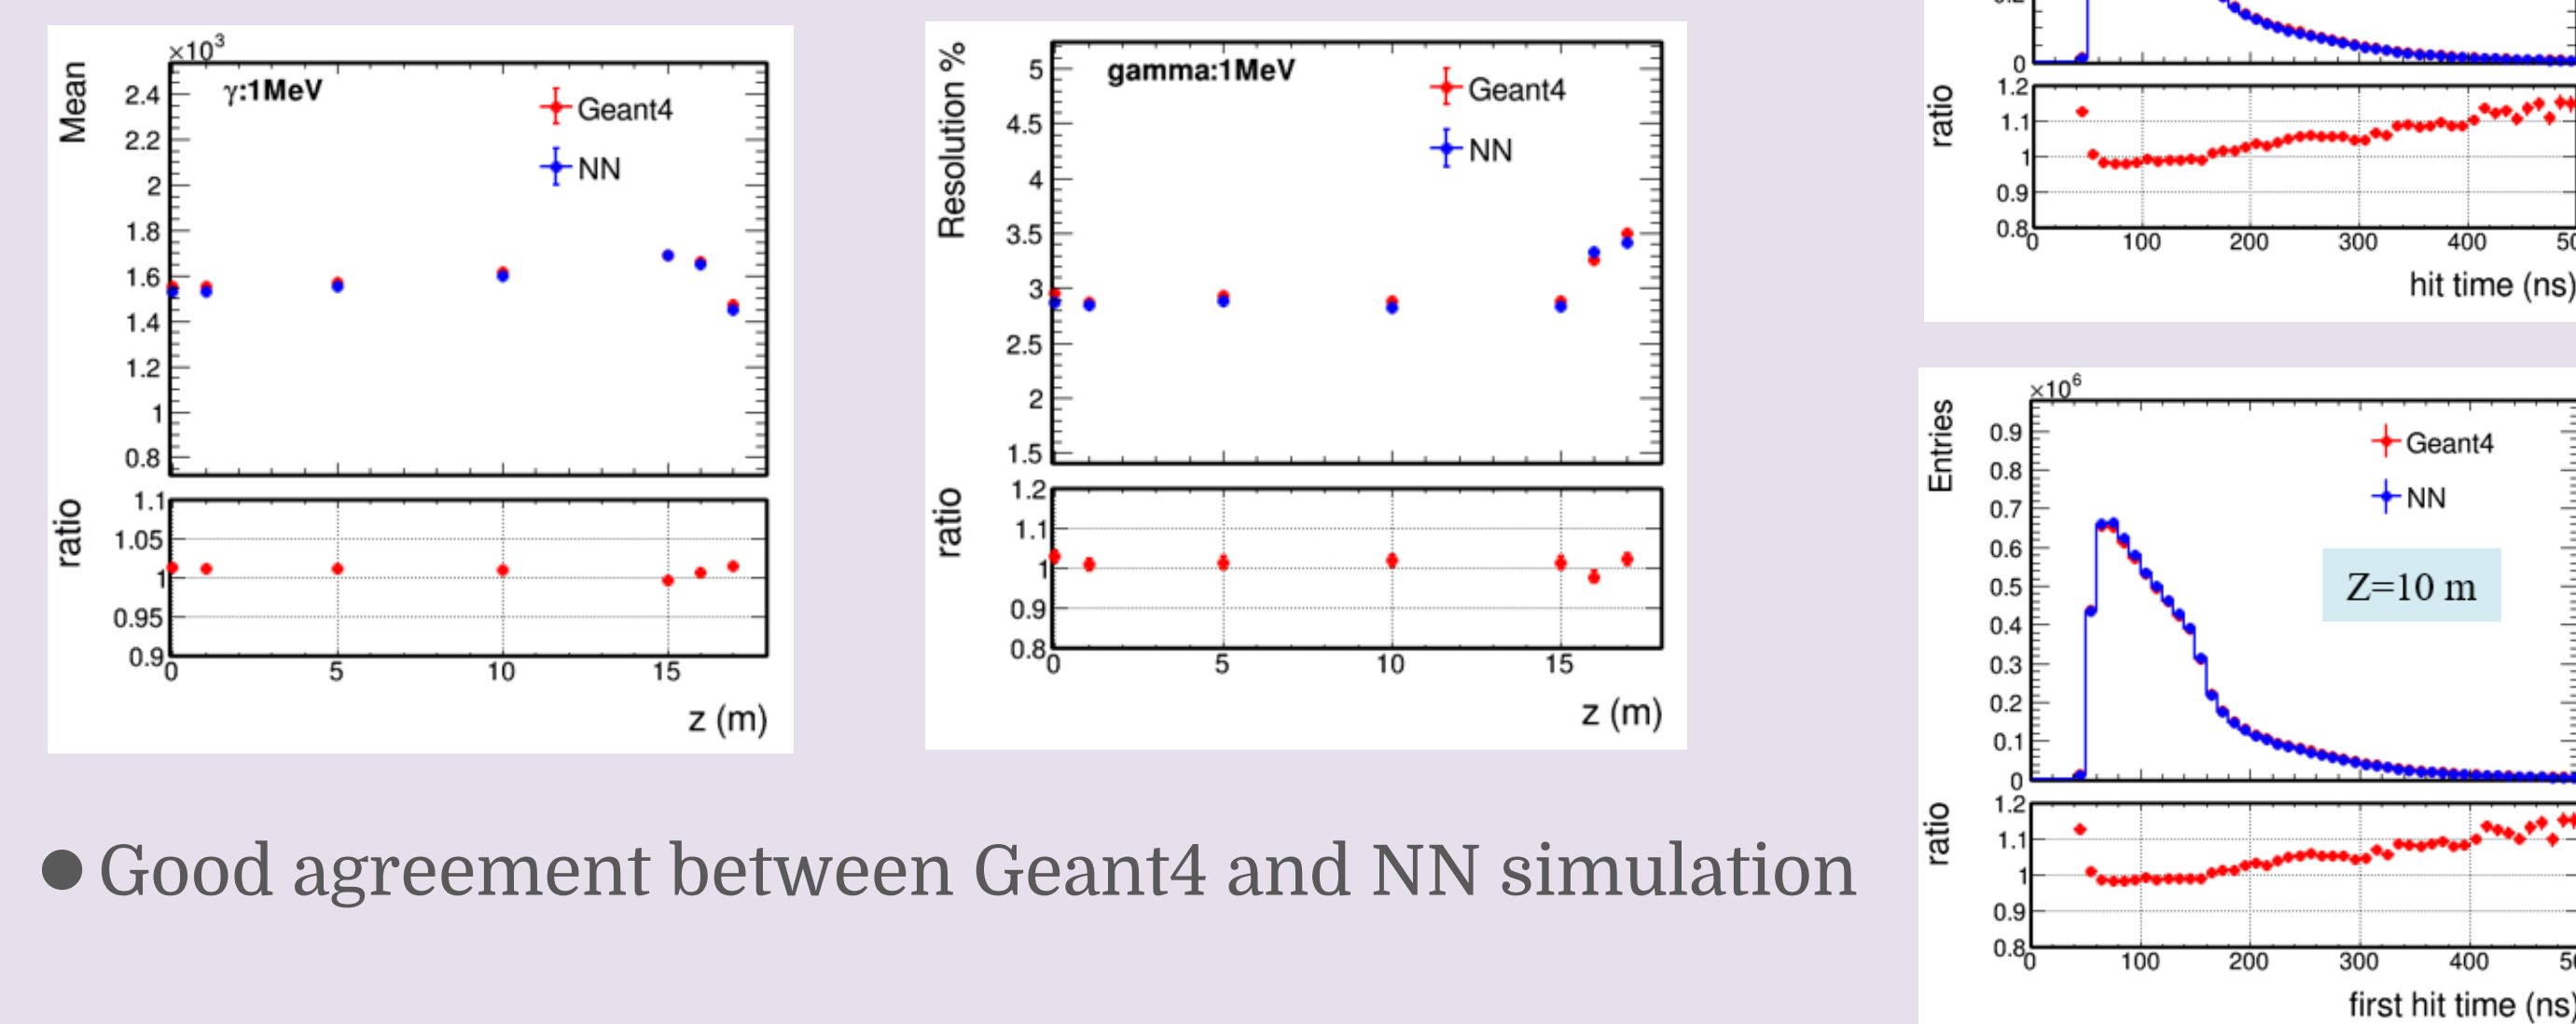 ×10³
Mean
γ:1MeV
Geant4
NN
2.4
2.2
2
1.8
1.6
1.4
1.2
1
0.8
ratio
1.1
1.05
1
0.95
0.9
0 5 10 15
z (m)
Resolution %
gamma:1MeV
Geant4
NN
5
4.5
4
3.5
3
2.5
2
1.5
ratio
1.2
1.1
1
0.9
0.8
0 5 10 15
z (m)
0
ratio
1.2
1.1
1
0.9
0.8
0 100 200 300 400
hit time (ns)
×10⁶
Entries
Geant4
NN
Z=10 m
0.9
0.8
0.7
0.6
0.5
0.4
0.3
0.2
0.1
0
ratio
1.2
1.1
1
0.9
0.8
0 100 200 300 400
first hit time (ns)
● Good agreement between Geant4 and NN simulation